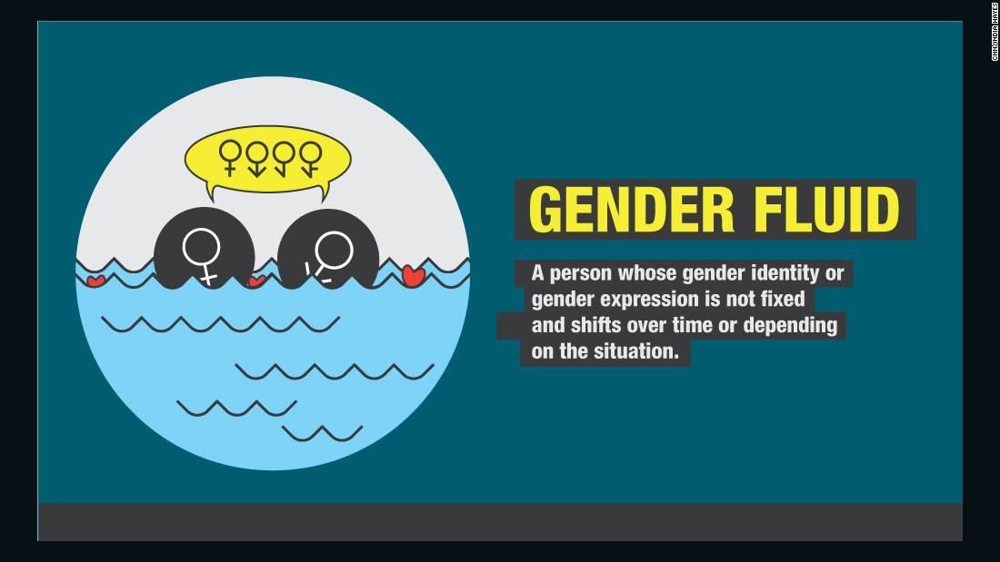 CNN/INDIA HAYES
GENDER FLUID
A person whose gender identity or
gender expression is not fixed
and shifts over time or depending
on the situation.